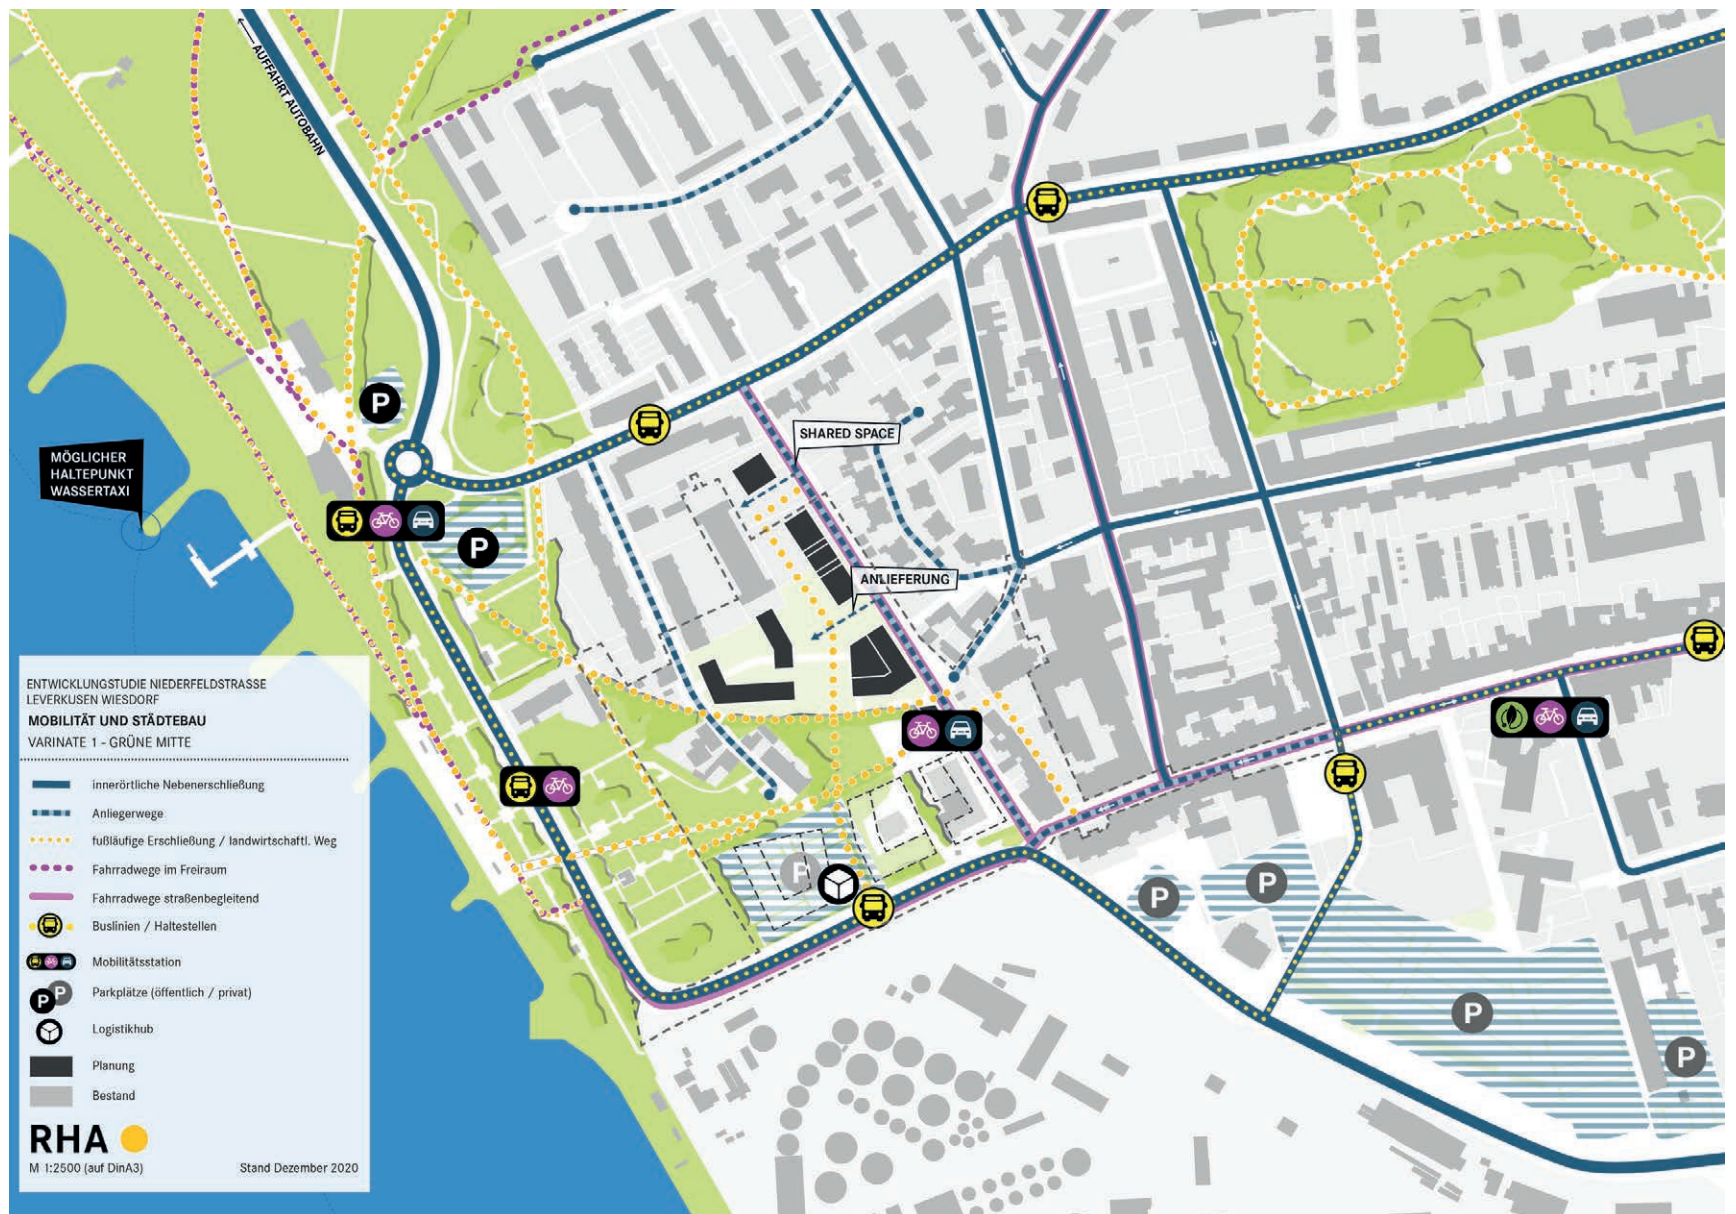 AUFFAHRT AUTOBAHN
P
SHARED SPACE
MÖGLICHER
HALTEPUNKT
WASSERTAXI
P
ANLIEFERUNG
P
P
P
P
P
ENTWICKLUNGSTUDIE NIEDERFELDSTRASSE
LEVERKUSEN WIESDORF
MOBILITÄT UND STÄDTEBAU
VARINATE 1 - GRÜNE MITTE
innerörtliche Nebenerschließung
Anliegerwege
fußläufige Erschließung / landwirtschaftl. Weg
Fahrradwege im Freiraum
Fahrradwege straßenbegleitend
Buslinien / Haltestellen
Mobilitätsstation
P P Parkplätze (öffentlich / privat)
Logistikhub
Planung
Bestand
RHA
M 1:2500 (auf DinA3) Stand Dezember 2020